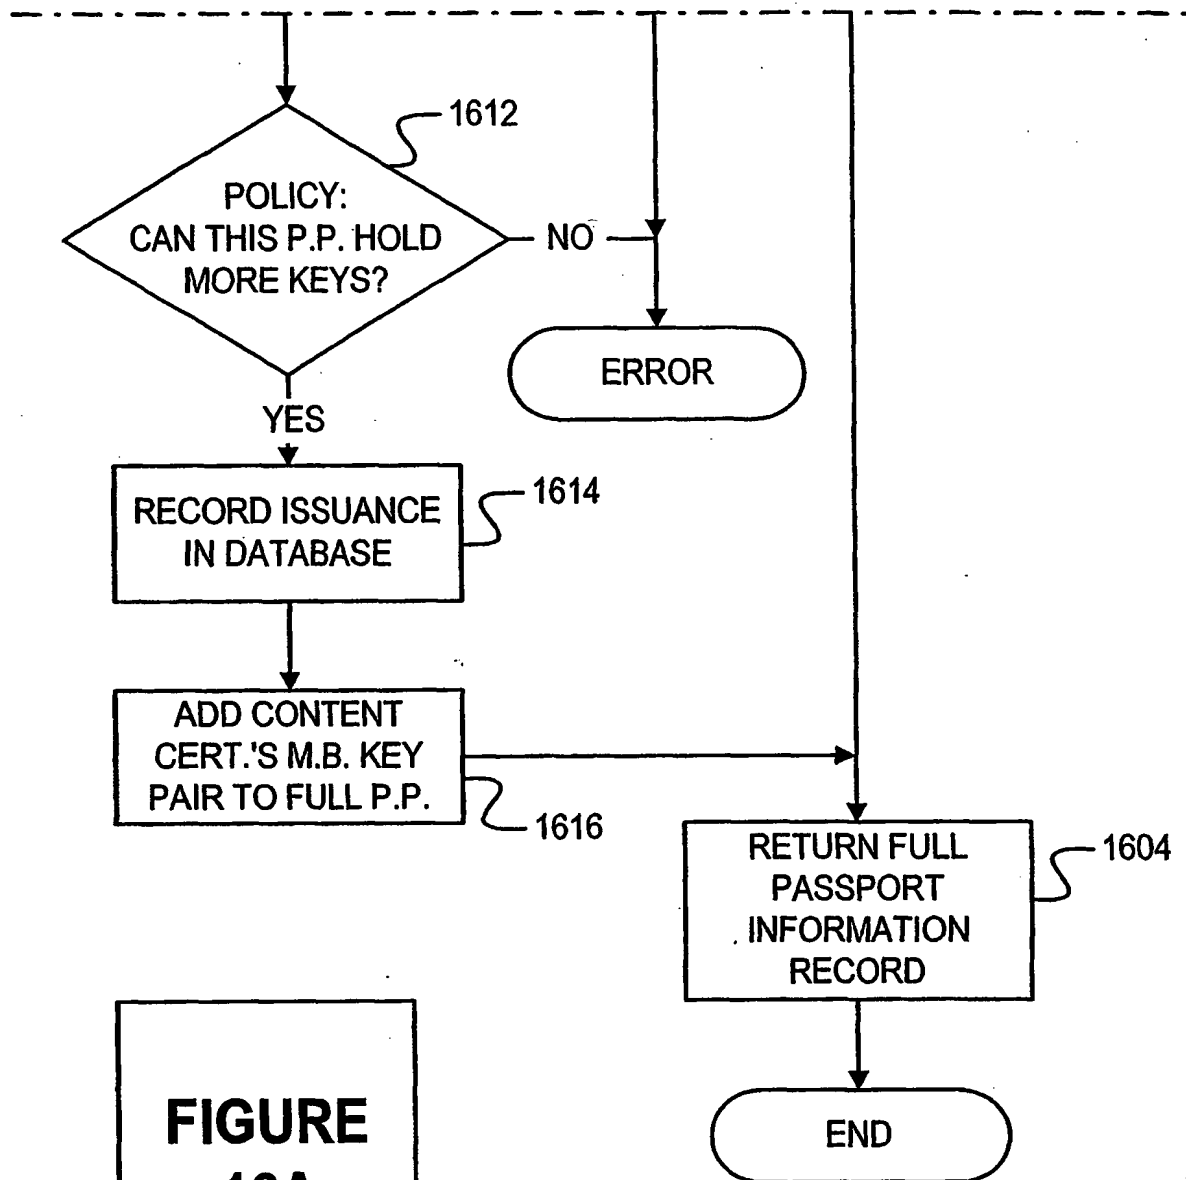 1612
POLICY:
CAN THIS P.P. HOLD
MORE KEYS?
NO
ERROR
YES
RECORD ISSUANCE
IN DATABASE
1614
ADD CONTENT
CERT.'S M.B. KEY
PAIR TO FULL P.P.
1616
RETURN FULL
PASSPORT
INFORMATION
RECORD
1604
END
FIGURE